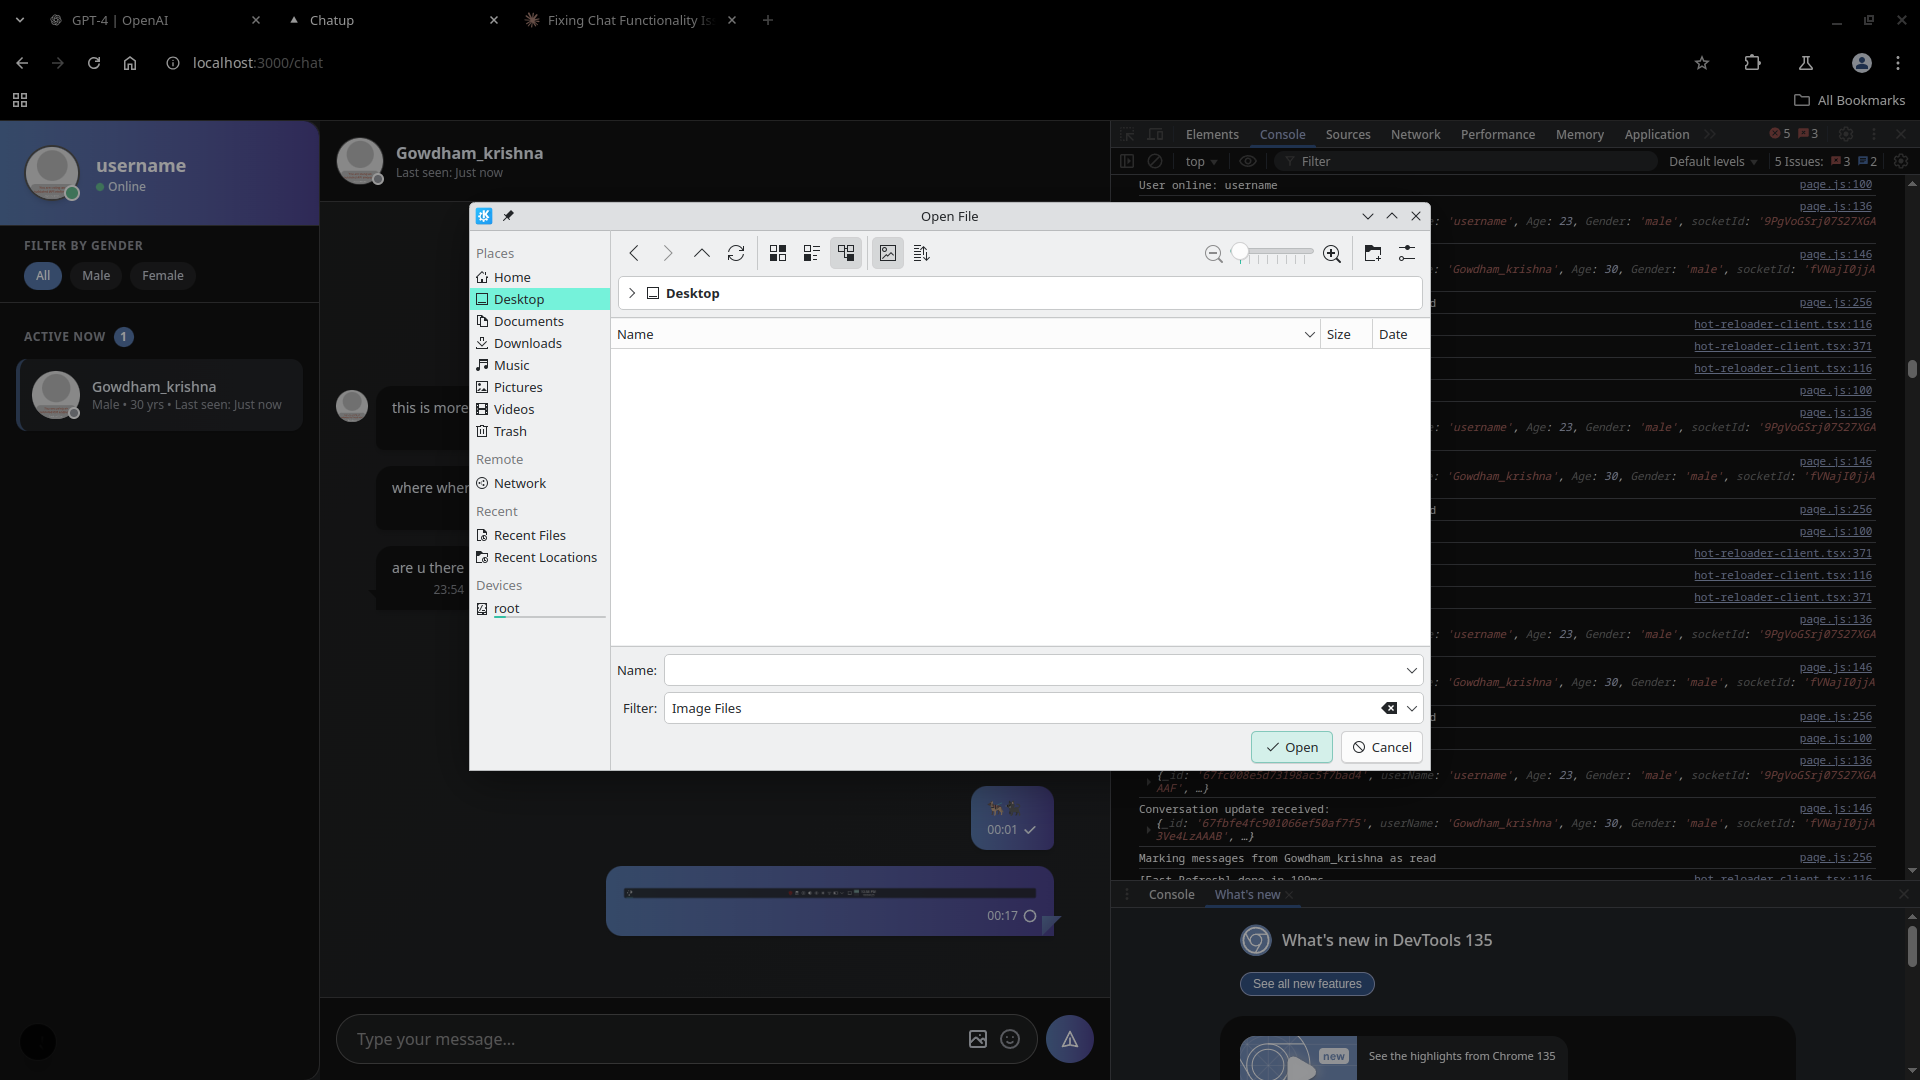 GPT-4 | OpenAI
Chatup
Fixing Chat Functionality Is
localhost:3000/chat
All Bookmarks
username
Online
FILTER BY GENDER
All
Male
Female
ACTIVE NOW 1
Gowdham_krishna
Male • 30 yrs • Last seen: Just now
Gowdham_krishna
Last seen: Just now
this is more
where wher
are u there
23:54
00:01
00:17
Type your message...
Open File
Places
Home
Desktop
Documents
Downloads
Music
Pictures
Videos
Trash
Remote
Network
Recent
Recent Files
Recent Locations
Devices
root
Desktop
Name
Size
Date
Name:
Filter: Image Files
Open
Cancel
Elements
Console
Sources
Network
Performance
Memory
Application
5
3
top
Filter
Default levels
5 Issues: 3 2
User online: username page.js:100
page.js:136
: 'username', Age: 23, Gender: 'male', socketId: '9PgVoGSrj07S27XGA
page.js:146
: 'Gowdham_krishna', Age: 30, Gender: 'male', socketId: 'fVNajI0jjA
d page.js:256
hot-reloader-client.tsx:116
hot-reloader-client.tsx:371
hot-reloader-client.tsx:116
page.js:100
page.js:136
: 'username', Age: 23, Gender: 'male', socketId: '9PgVoGSrj07S27XGA
page.js:146
: 'Gowdham_krishna', Age: 30, Gender: 'male', socketId: 'fVNajI0jjA
d page.js:256
page.js:100
hot-reloader-client.tsx:371
hot-reloader-client.tsx:116
hot-reloader-client.tsx:371
page.js:136
: 'username', Age: 23, Gender: 'male', socketId: '9PgVoGSrj07S27XGA
page.js:146
: 'Gowdham_krishna', Age: 30, Gender: 'male', socketId: 'fVNajI0jjA
d page.js:256
page.js:100
page.js:136
{_id: '67fc008e5d73198ac5f7bad4', userName: 'username', Age: 23, Gender: 'male', socketId: '9PgVoGSrj07S27XGA
AAF', …}
Conversation update received: page.js:146
{_id: '67fbfe4fc901066ef50af7f5', userName: 'Gowdham_krishna', Age: 30, Gender: 'male', socketId: 'fVNajI0jjA
3Ve4LzAAAB', …}
Marking messages from Gowdham_krishna as read page.js:256
[Fast Refresh] done in 199ms hot-reloader-client.tsx:116
Console
What's new
What's new in DevTools 135
See all new features
new
See the highlights from Chrome 135